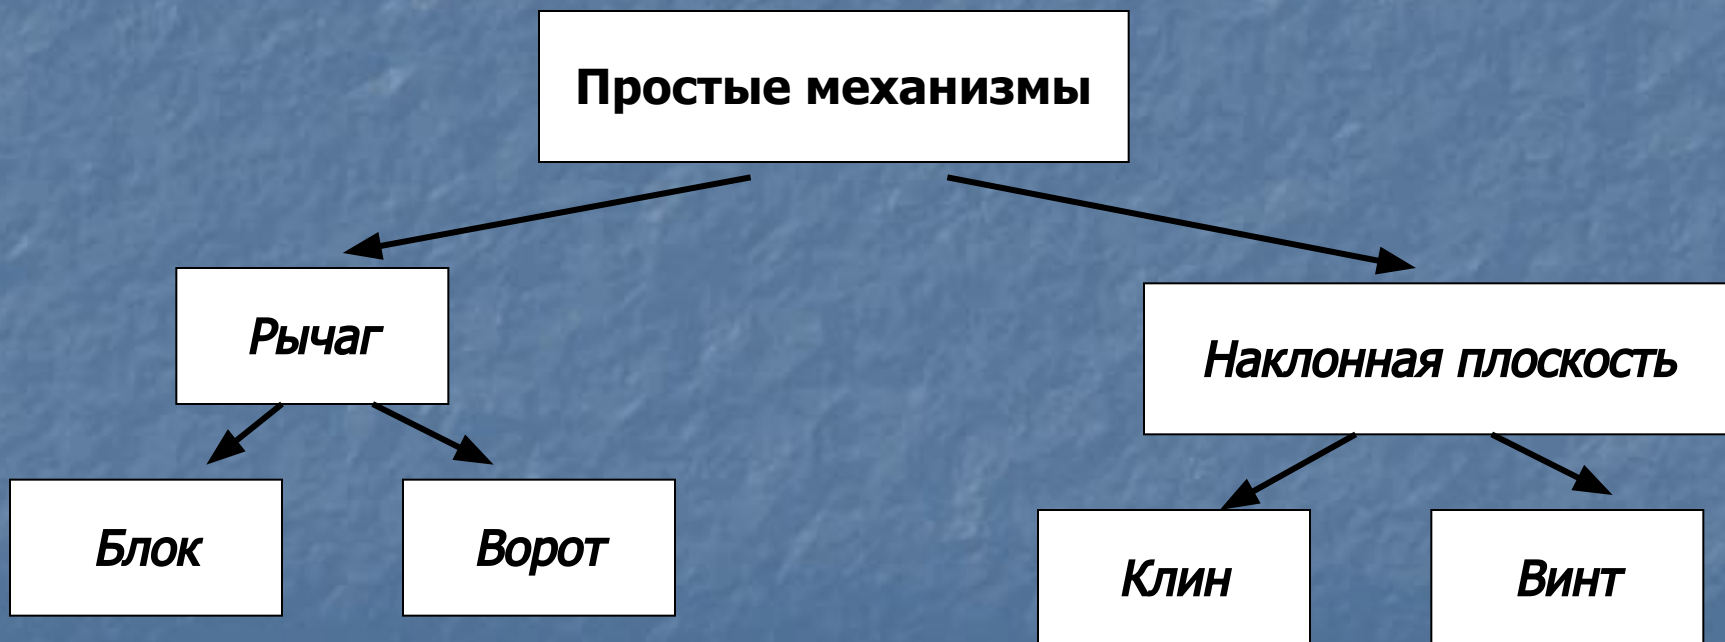 Простые механизмы
Рычаг
Наклонная плоскость
Блок
Ворот
Клин
Винт